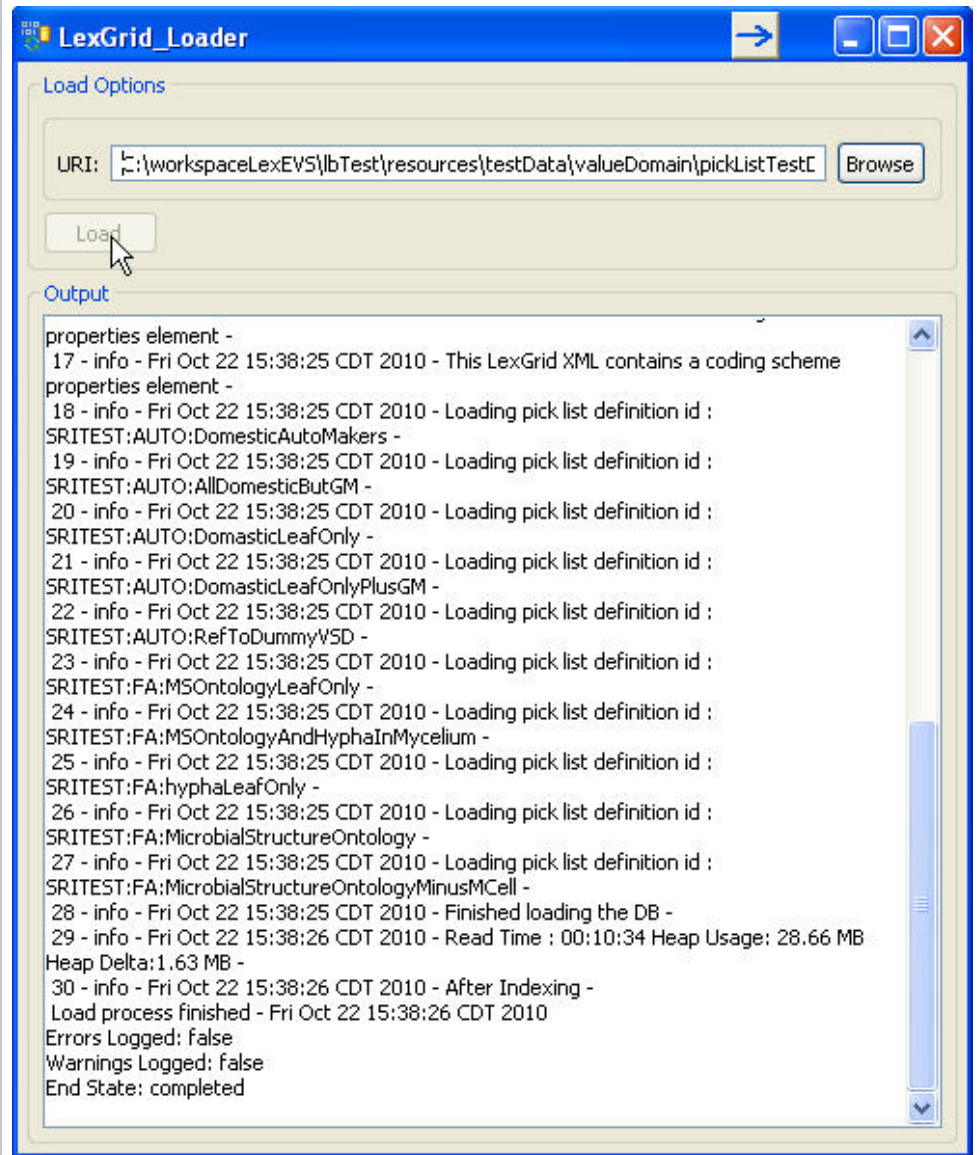 LexGrid_Loader
Load Options
URI: :\workspaceLexEVS\lbTest\resources\testData\valueDomain\pickListTestD Browse
Load
Output
properties element -
17 - info - Fri Oct 22 15:38:25 CDT 2010 - This LexGrid XML contains a coding scheme
properties element -
18 - info - Fri Oct 22 15:38:25 CDT 2010 - Loading pick list definition id :
SRITEST:AUTO:DomesticAutoMakers -
19 - info - Fri Oct 22 15:38:25 CDT 2010 - Loading pick list definition id :
SRITEST:AUTO:AllDomesticButGM -
20 - info - Fri Oct 22 15:38:25 CDT 2010 - Loading pick list definition id :
SRITEST:AUTO:DomasticLeafOnly -
21 - info - Fri Oct 22 15:38:25 CDT 2010 - Loading pick list definition id :
SRITEST:AUTO:DomasticLeafOnlyPlusGM -
22 - info - Fri Oct 22 15:38:25 CDT 2010 - Loading pick list definition id :
SRITEST:AUTO:RefToDummyVSD -
23 - info - Fri Oct 22 15:38:25 CDT 2010 - Loading pick list definition id :
SRITEST:FA:MSOntologyLeafOnly -
24 - info - Fri Oct 22 15:38:25 CDT 2010 - Loading pick list definition id :
SRITEST:FA:MSOntologyAndHyphaInMycelium -
25 - info - Fri Oct 22 15:38:25 CDT 2010 - Loading pick list definition id :
SRITEST:FA:hyphaLeafOnly -
26 - info - Fri Oct 22 15:38:25 CDT 2010 - Loading pick list definition id :
SRITEST:FA:MicrobialStructureOntology -
27 - info - Fri Oct 22 15:38:25 CDT 2010 - Loading pick list definition id :
SRITEST:FA:MicrobialStructureOntologyMinusMCell -
28 - info - Fri Oct 22 15:38:25 CDT 2010 - Finished loading the DB -
29 - info - Fri Oct 22 15:38:26 CDT 2010 - Read Time : 00:10:34 Heap Usage: 28.66 MB
Heap Delta:1.63 MB -
30 - info - Fri Oct 22 15:38:26 CDT 2010 - After Indexing -
Load process finished - Fri Oct 22 15:38:26 CDT 2010
Errors Logged: false
Warnings Logged: false
End State: completed